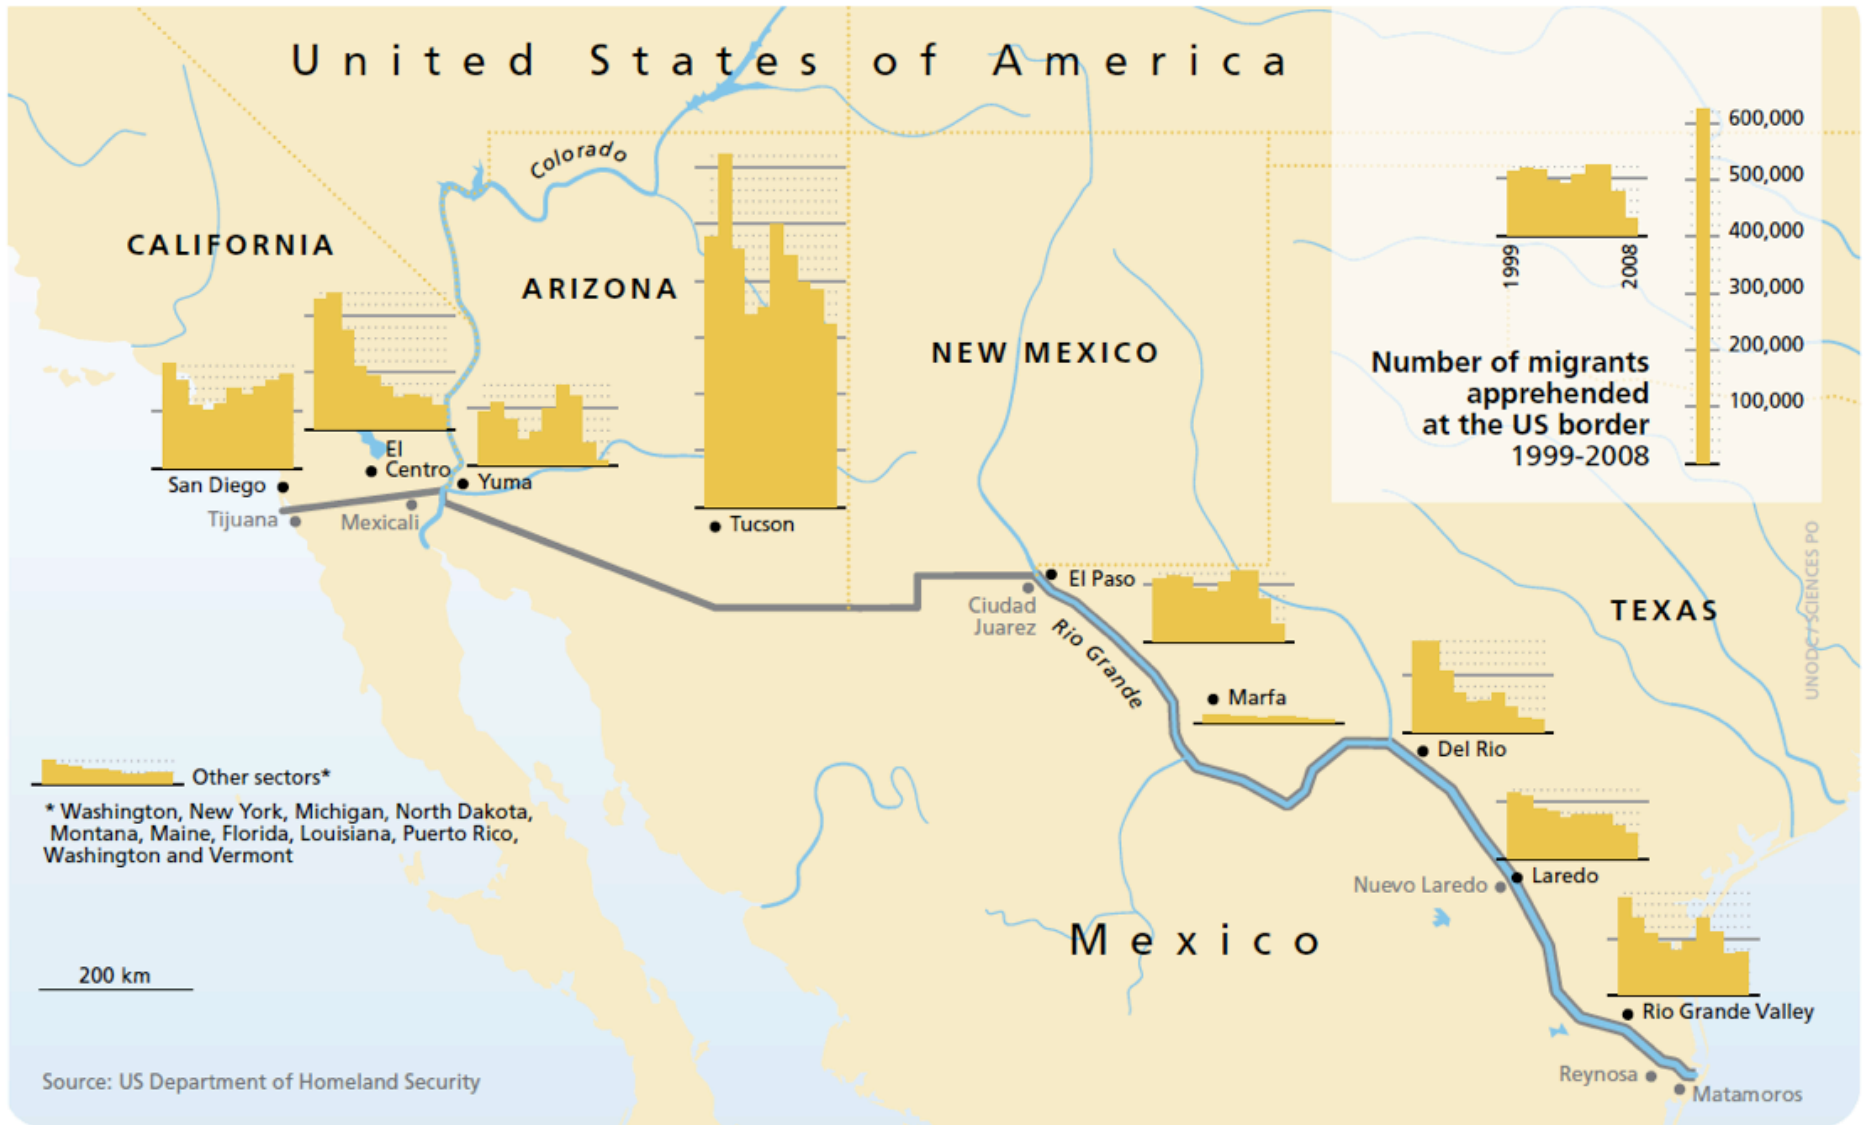 United States of America
600,000
500,000
400,000
300,000
200,000
100,000
1999
2008
Number of migrants
apprehended
at the US border
1999-2008
Colorado
CALIFORNIA
ARIZONA
NEW MEXICO
TEXAS
El
Centro
San Diego
Yuma
Tijuana
Mexicali
Tucson
El Paso
Ciudad
Juarez
Rio Grande
Marfa
Del Rio
Laredo
Nuevo Laredo
Mexico
Rio Grande Valley
Reynosa
Matamoros
Other sectors*
* Washington, New York, Michigan, North Dakota,
Montana, Maine, Florida, Louisiana, Puerto Rico,
Washington and Vermont
200 km
Source: US Department of Homeland Security
UNODC / SCIENCES PO